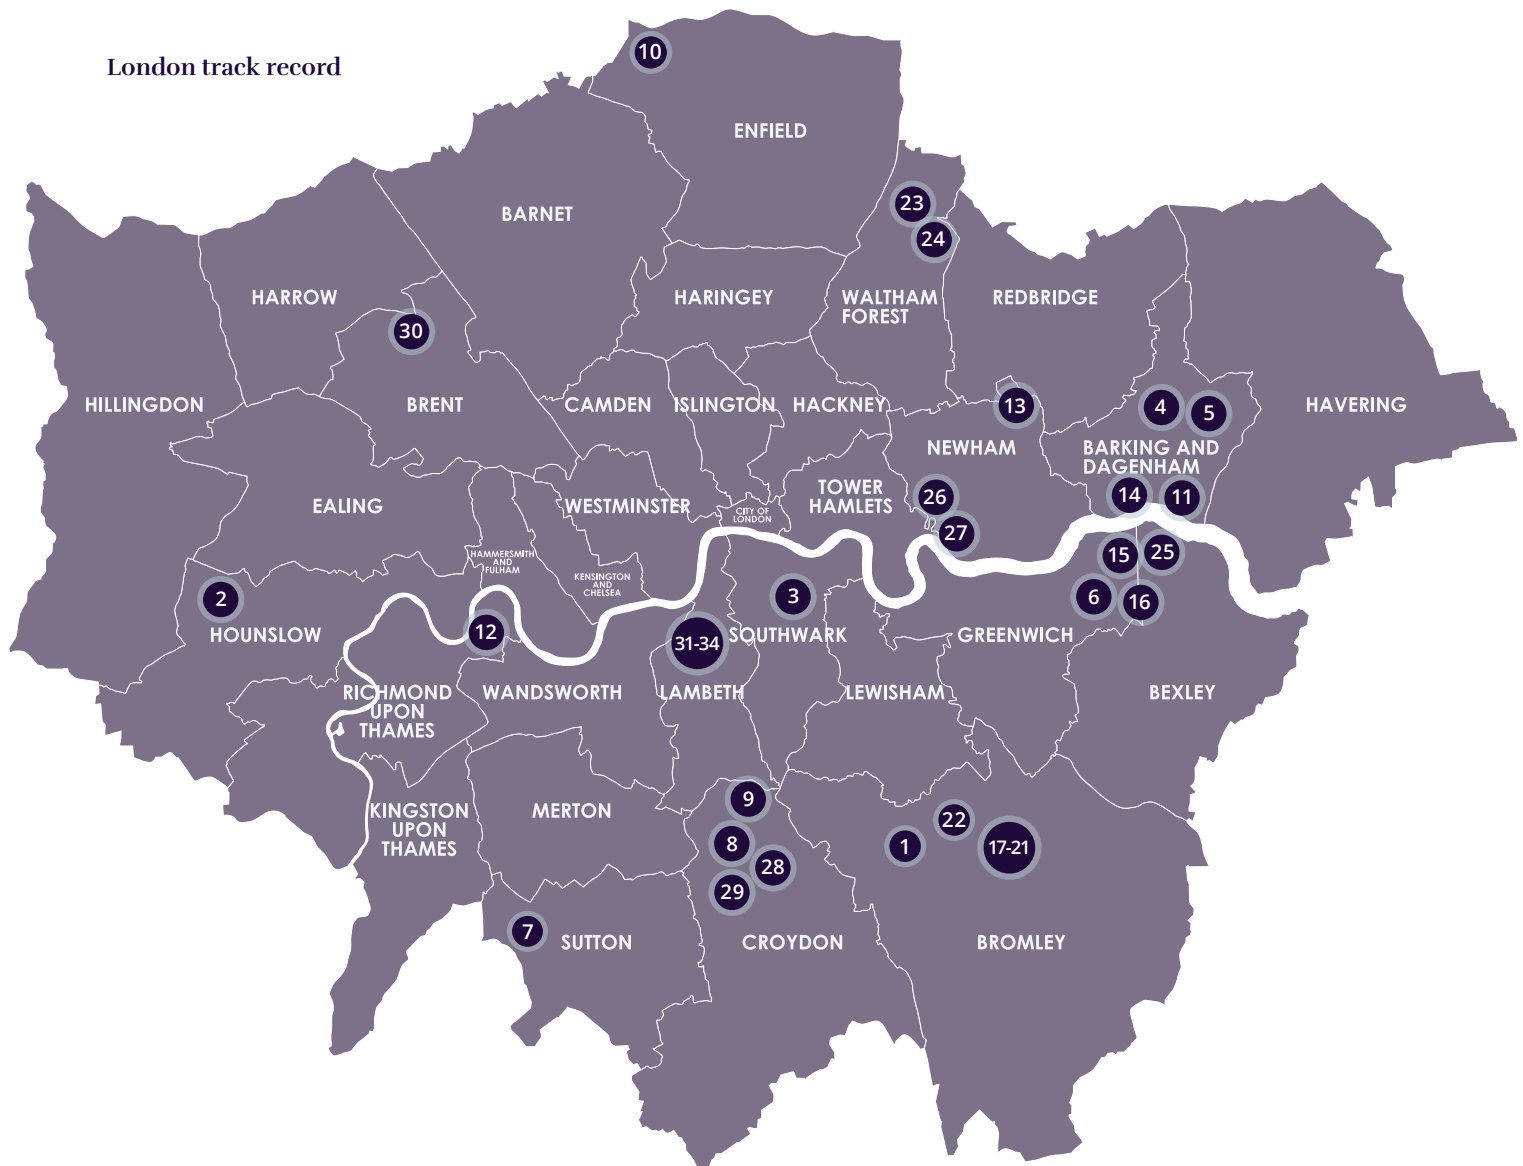 London track record
10
ENFIELD
23
BARNET
24
HARROW
HARINGEY
WALTHAM
FOREST
REDBRIDGE
30
HILLINGDON
BRENT
CAMDEN
ISLINGTON
HACKNEY
13
4
5
HAVERING
NEWHAM
BARKING AND
DAGENHAM
EALING
WESTMINSTER
TOWER
HAMLETS
26
14
11
CITY OF
LONDON
27
HAMMERSMITH
AND
FULHAM
15
25
KENSINGTON
AND
CHELSEA
2
3
6
16
HOUNSLOW
12
31-34
SOUTHWARK
GREENWICH
RICHMOND
UPON
THAMES
WANDSWORTH
LAMBETH
LEWISHAM
BEXLEY
9
KINGSTON
UPON
THAMES
MERTON
8
22
1
17-21
28
29
7
SUTTON
CROYDON
BROMLEY